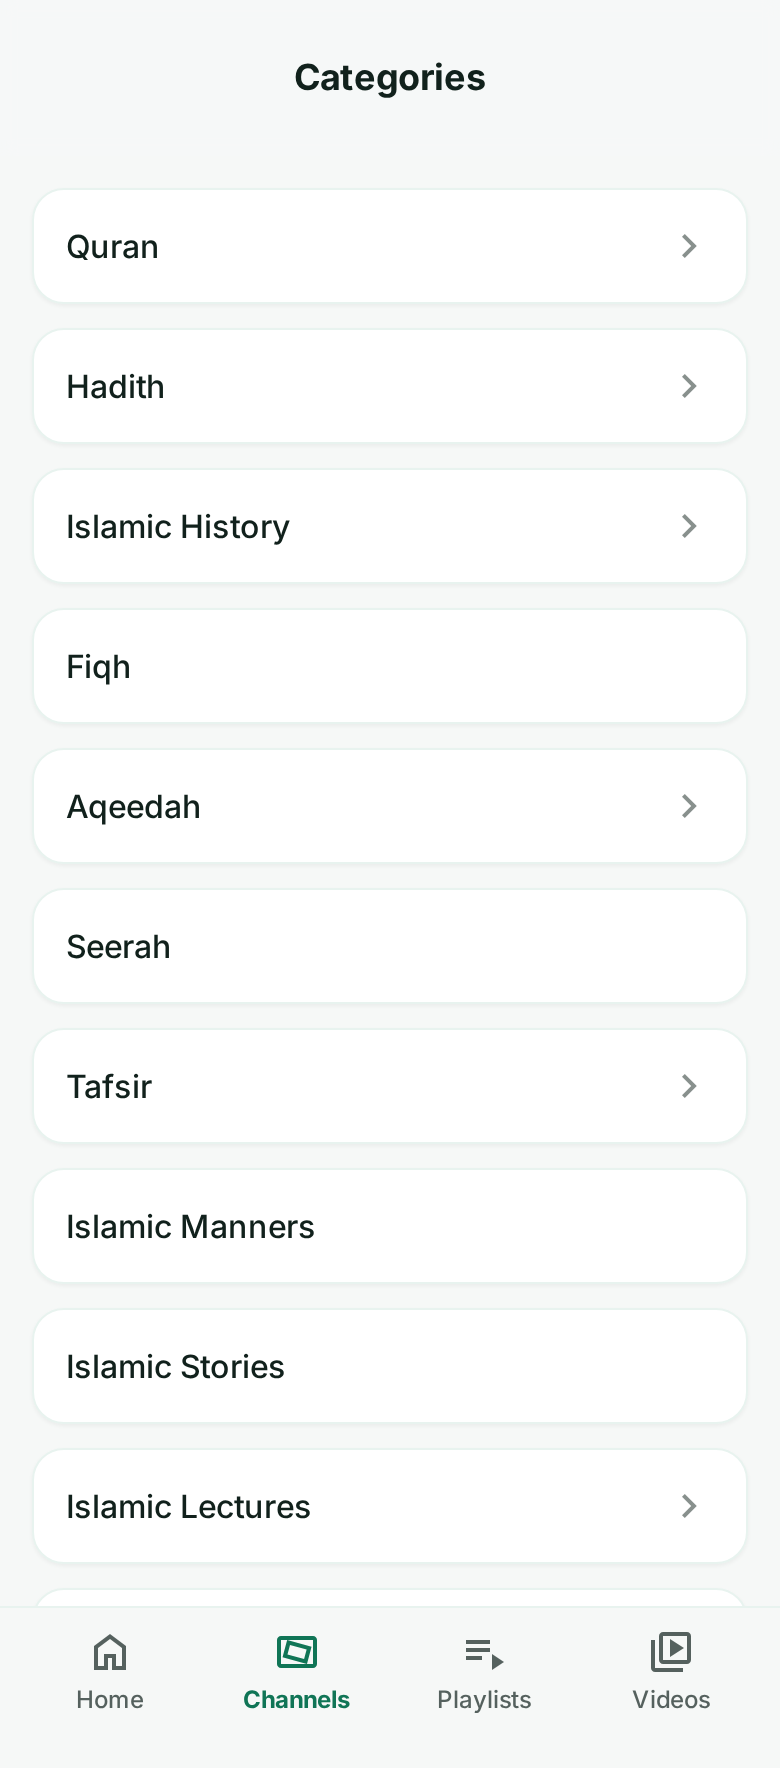 Categories
Quran
Hadith
Islamic History
Fiqh
Aqeedah
Seerah
Tafsir
Islamic Manners
Islamic Stories
Islamic Lectures
Home
Channels
Playlists
Videos